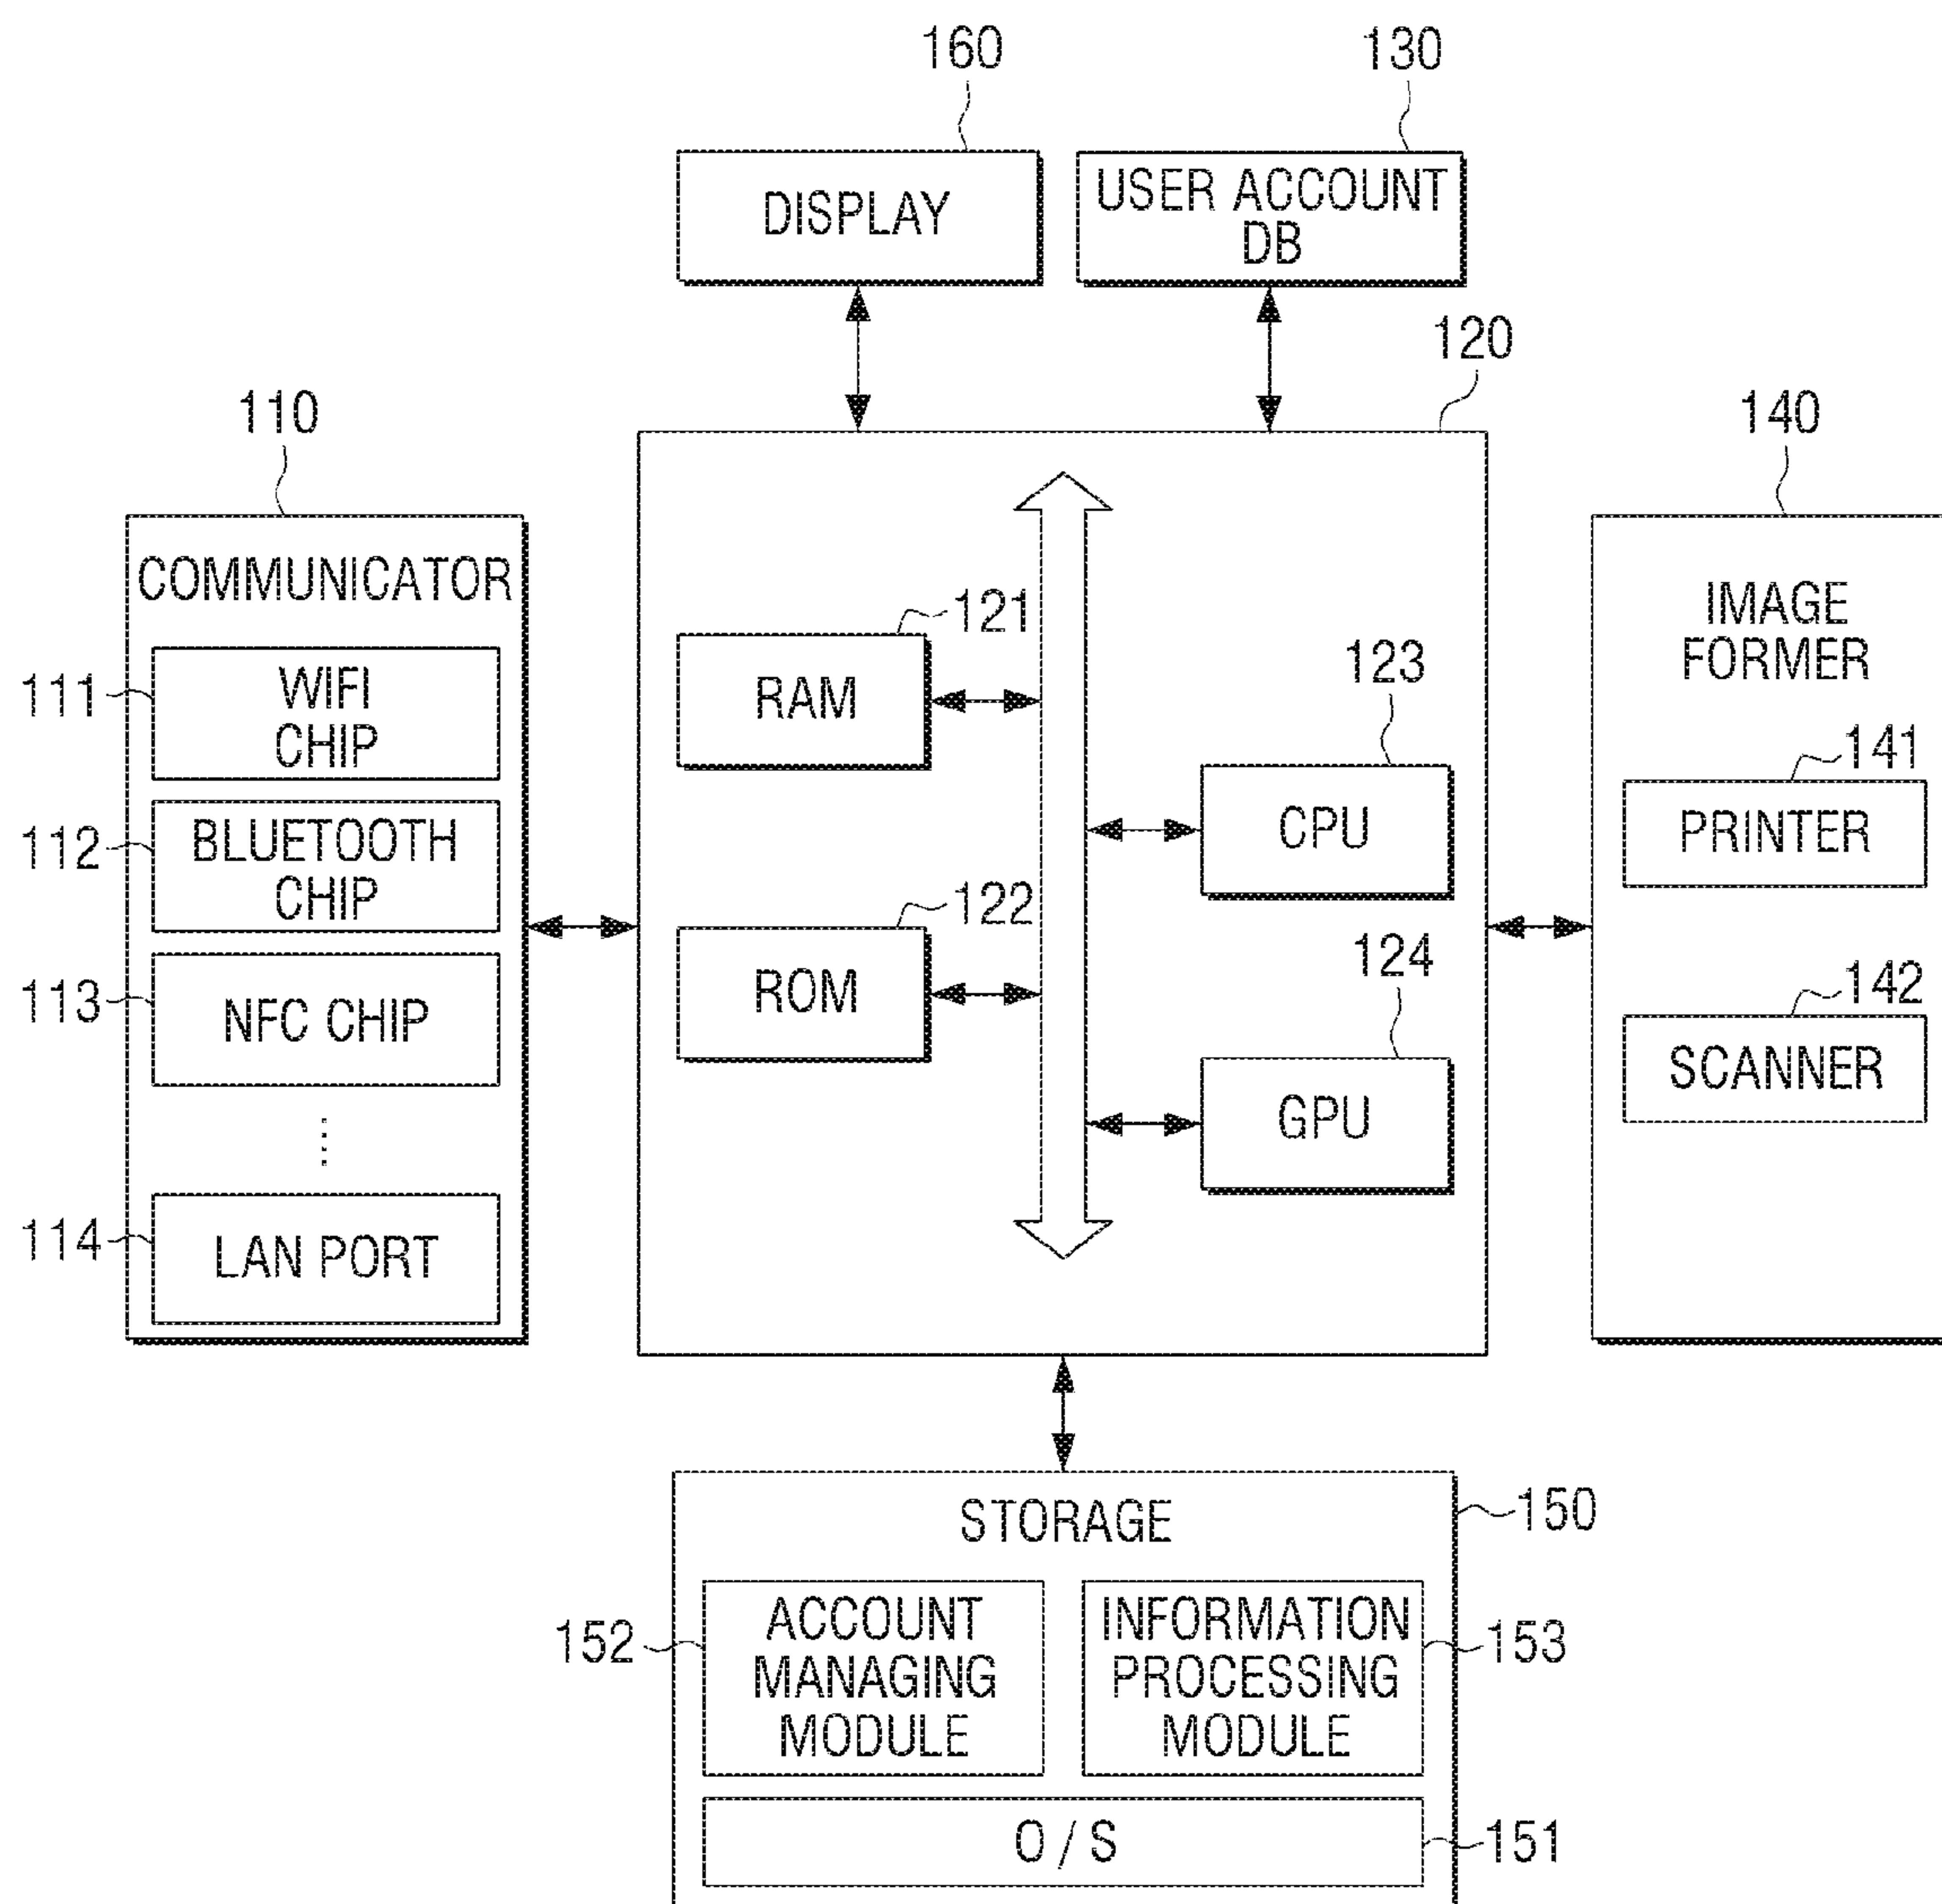 160
130
DISPLAY
USER ACCOUNT
DB
120
110
140
COMMUNICATOR
111
WIFI
CHIP
112
BLUETOOTH
CHIP
113
NFC CHIP
114
LAN PORT
121
RAM
122
ROM
123
CPU
124
GPU
IMAGE
FORMER
141
PRINTER
142
SCANNER
STORAGE
150
152
ACCOUNT
MANAGING
MODULE
INFORMATION
PROCESSING
MODULE
153
O / S
151